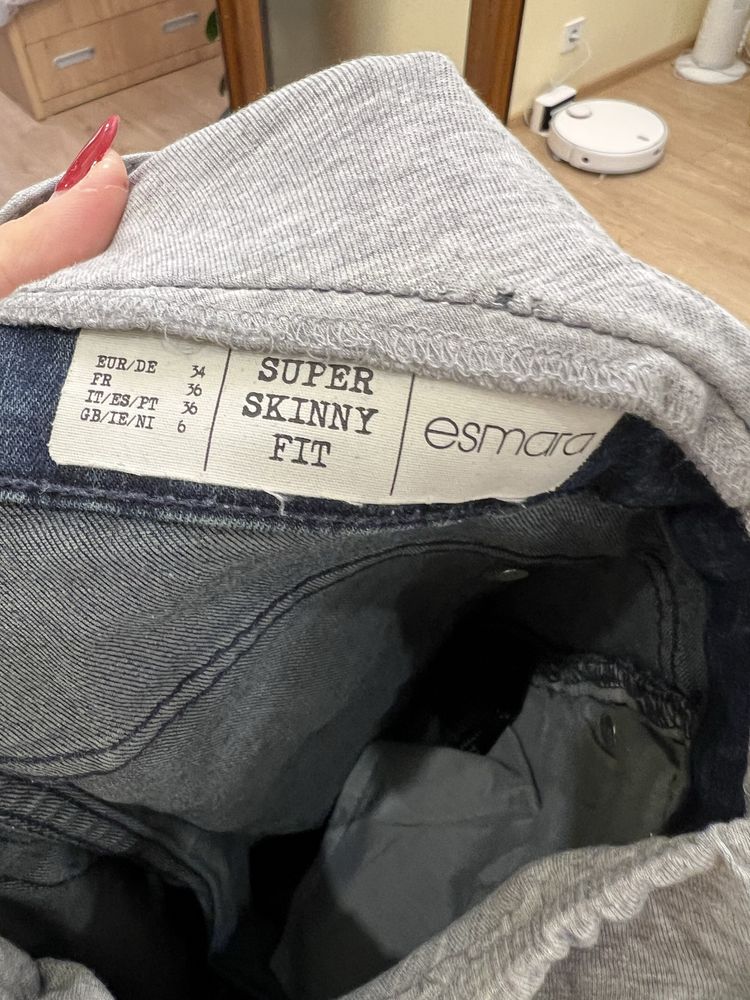 EUR/DE 34
FR 36
IT/ES/PT 36
GB/IE/NI 6
SUPER
SKINNY
FIT
esmara